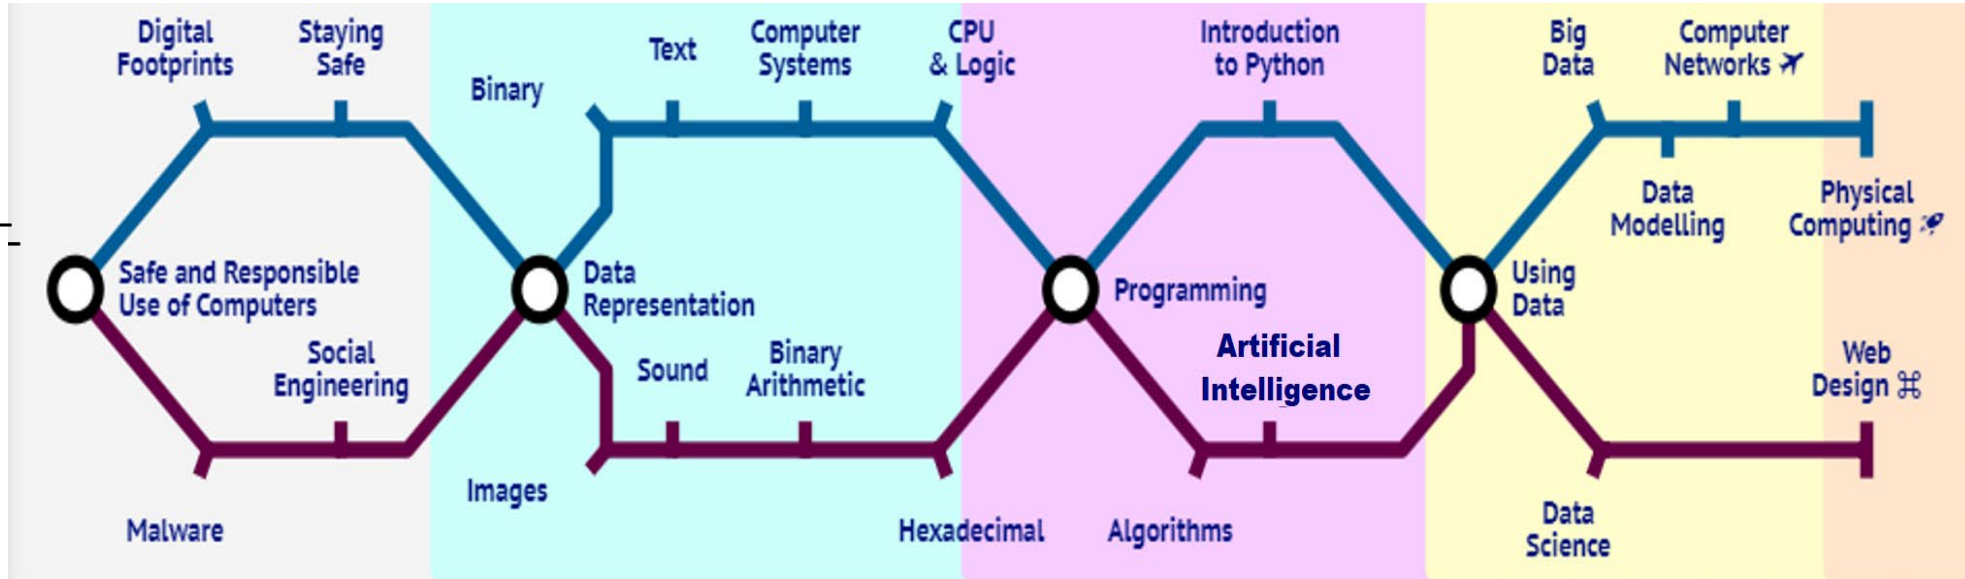 Digital
Footprints
Staying
Safe
Binary
Text
Computer
Systems
CPU
& Logic
Introduction
to Python
Big
Data
Computer
Networks
Data
Modelling
Physical
Computing
Safe and Responsible
Use of Computers
Data
Representation
Programming
Using
Data
Social
Engineering
Sound
Binary
Arithmetic
Artificial
Intelligence
Web
Design ⌘
Malware
Images
Hexadecimal
Algorithms
Data
Science